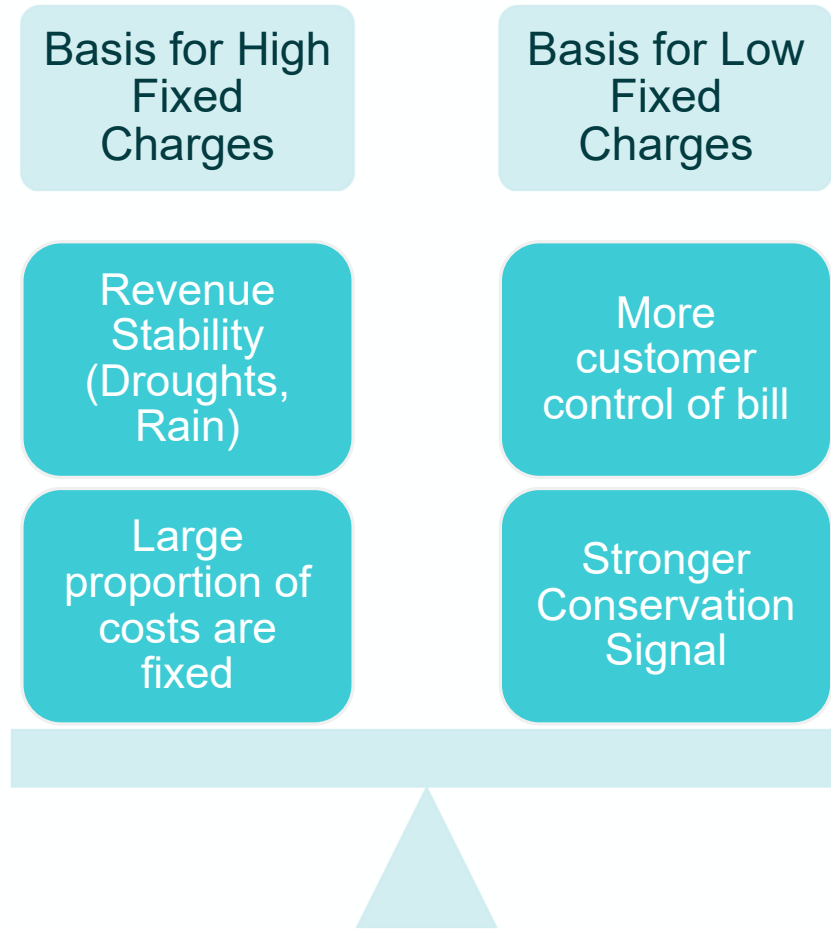 Basis for High
Fixed
Charges
Revenue
Stability
(Droughts,
Rain)
Large
proportion of
costs are
fixed
Basis for Low
Fixed
Charges
More
customer
control of bill
Stronger
Conservation
Signal